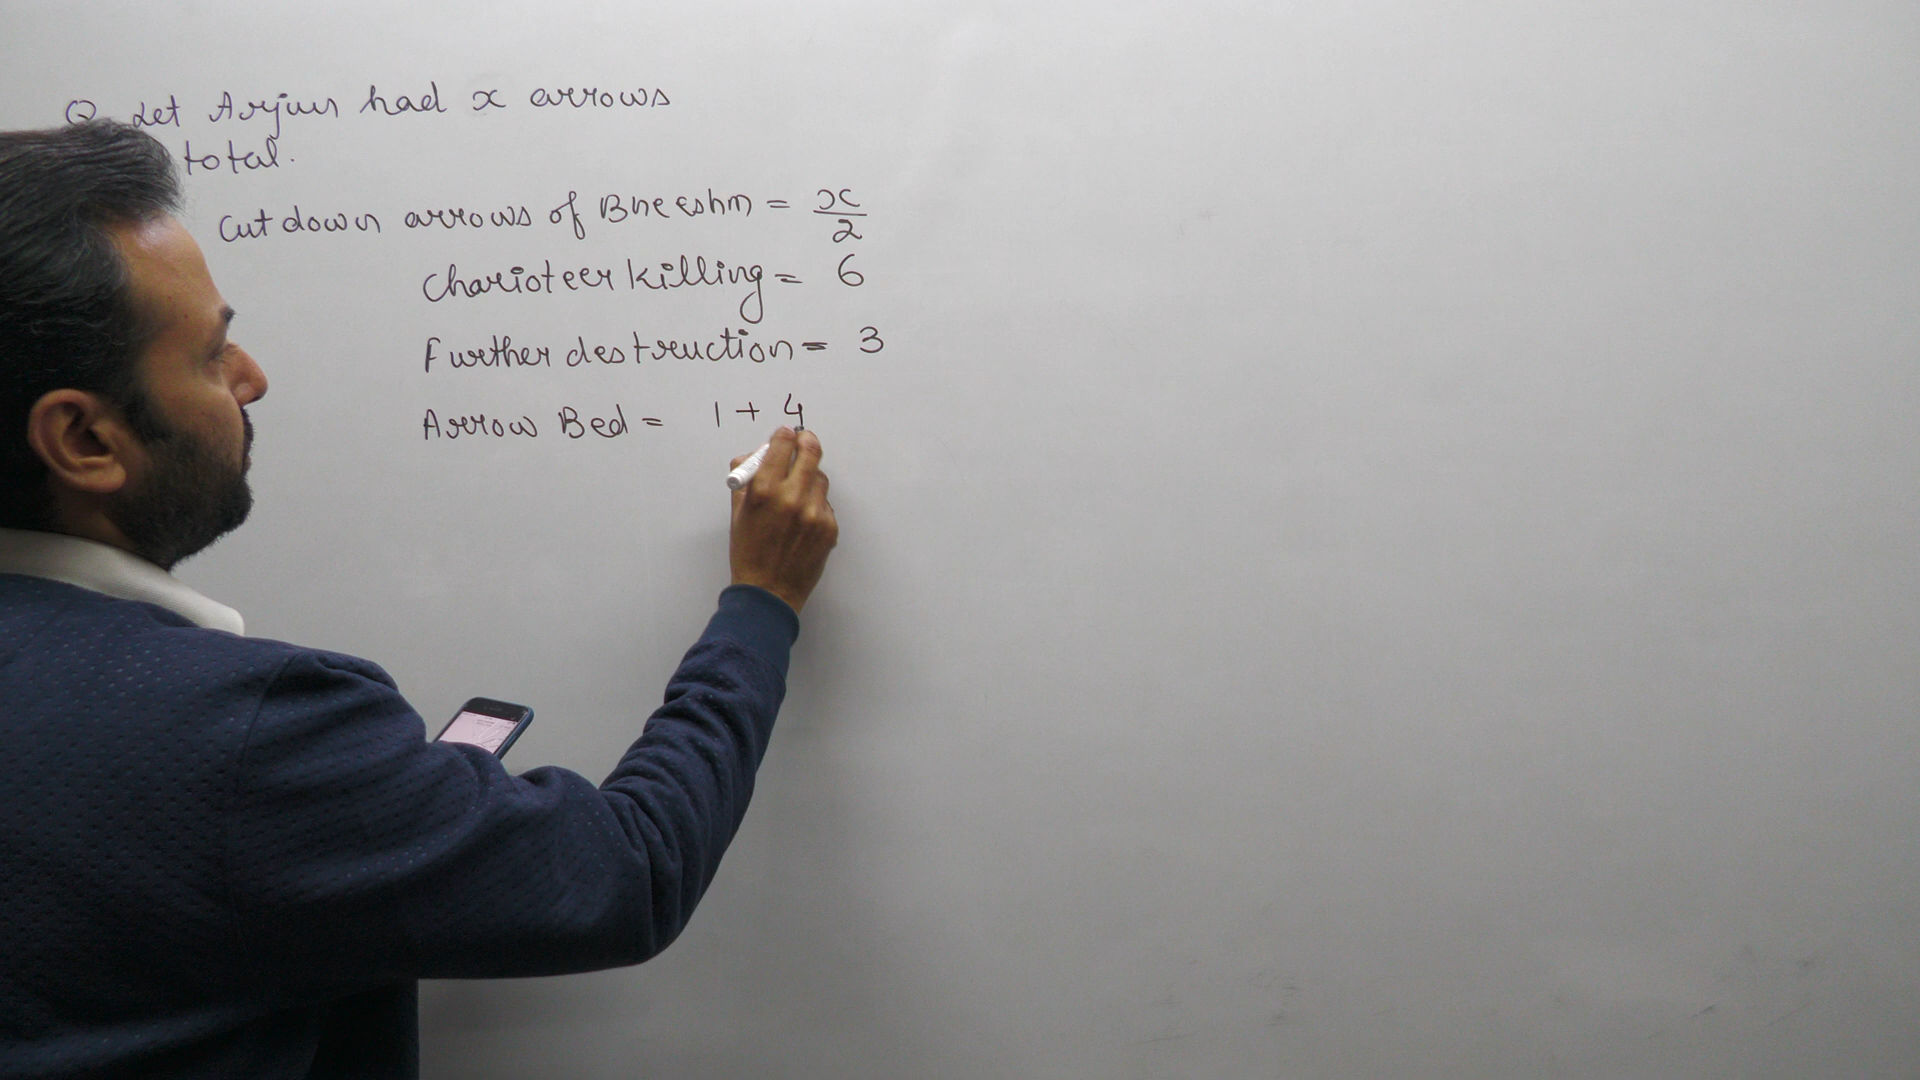 Q Let Arjun had x arrows
total.
Cut down arrows of Bheeshm = x/2
Charioteer killing = 6
Further destruction = 3
Arrow Bed = 1 + 4